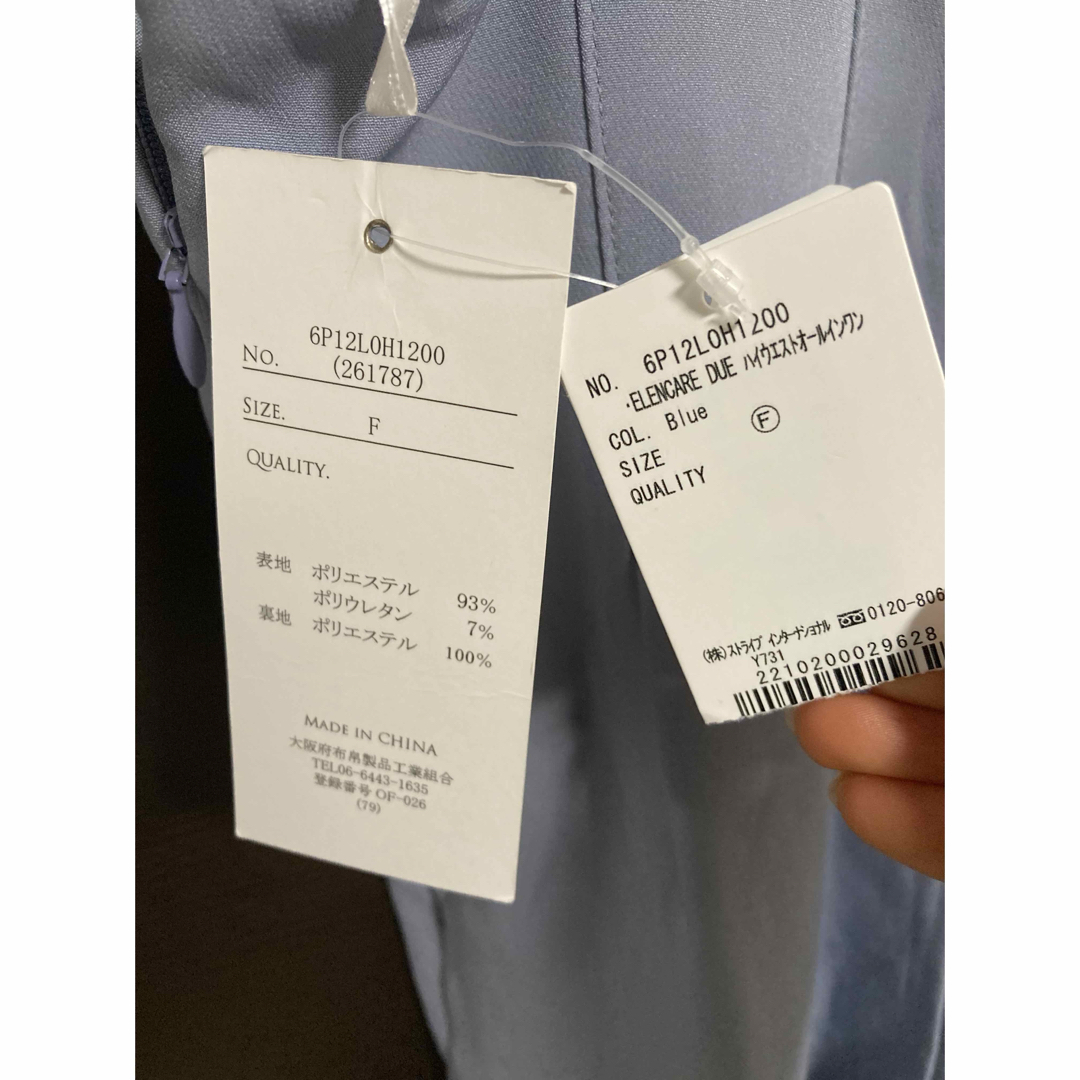 6P12L0H1200
NO. (261787)
SIZE. F
QUALITY.
表地 ポリエステル 93%
ポリウレタン 7%
裏地 ポリエステル 100%
MADE IN CHINA
大阪府布帛製品工業組合
TEL06-6443-1635
登録番号 OF-026
(79)
NO. 6P12L0H1200
・ELENCARE DUE ハイウエストオールインワン
COL. Blue
SIZE F
QUALITY
(株)ストライプ インターナショナル 0120-806
Y731
2210200029628